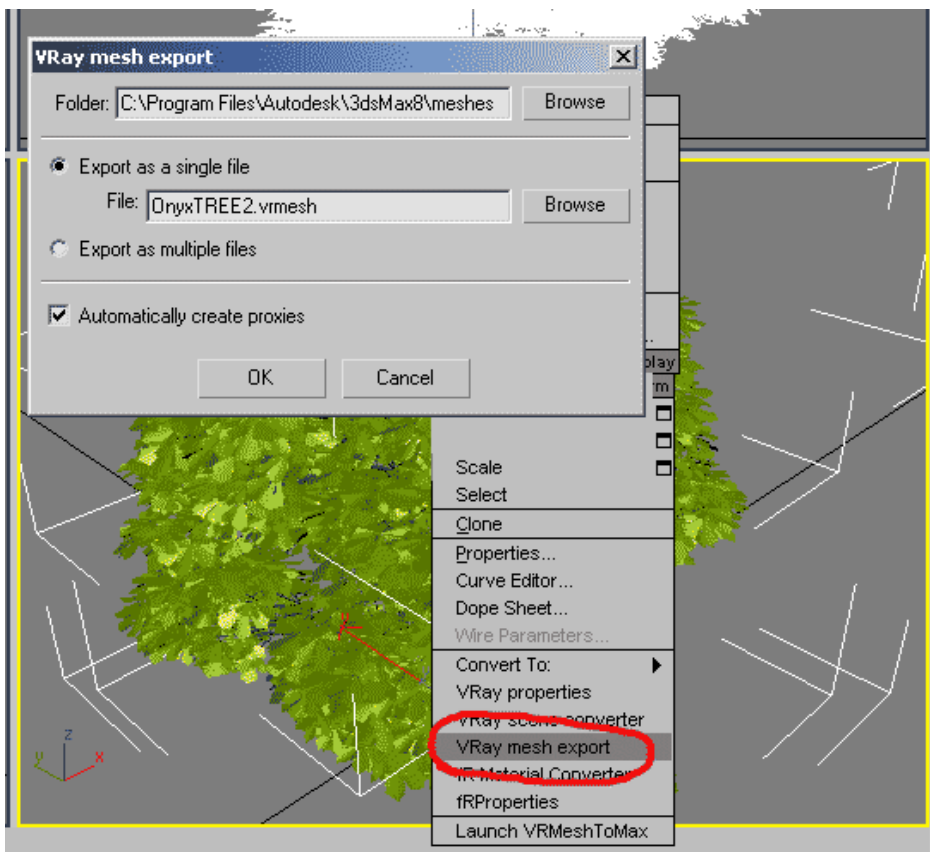 VRay mesh export
Folder: C:\Program Files\Autodesk\3dsMax8\meshes Browse
Export as a single file
File: OnyxTREE2.vrmesh Browse
Export as multiple files
Automatically create proxies
OK Cancel
Scale
Select
Clone
Properties...
Curve Editor...
Dope Sheet...
Wire Parameters...
Convert To:
VRay properties
VRay scene converter
VRay mesh export
fR Material Converter
fRProperties
Launch VRMeshToMax
z
y x